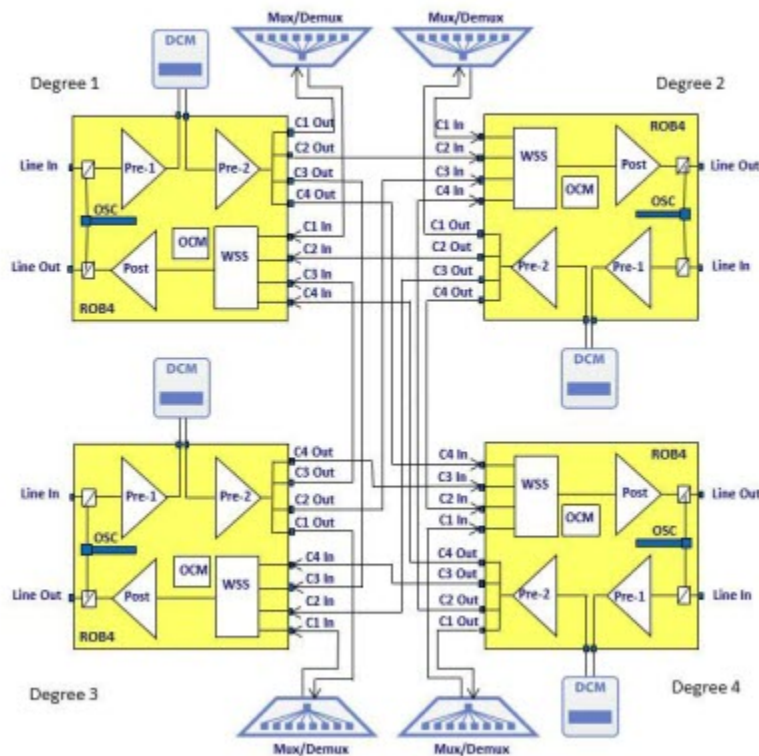 Mux/Demux
Mux/Demux
DCM
Degree 1
Degree 2
C1 Out
ROB4
C1 In
C2 Out
C2 In
WSS
Line In
Pre-1
Pre-2
C3 Out
C3 In
Post
Line Out
C4 Out
C4 In
OCM
OSC
OSC
C1 In
C1 Out
OCM
C2 In
C2 Out
Line Out
Post
WSS
C3 In
C3 Out
Pre-2
Pre-1
Line In
C4 In
C4 Out
ROB4
DCM
DCM
C4 Out
C4 In
ROB4
C3 Out
C3 In
Line In
Pre-1
Pre-2
WSS
Post
Line Out
C2 Out
C2 In
C1 Out
C1 In
OCM
OSC
OSC
C4 In
C4 Out
OCM
C3 In
C3 Out
Line Out
Post
WSS
C2 In
C2 Out
Pre-2
Pre-1
Line In
C1 In
C1 Out
ROB4
Degree 3
Degree 4
DCM
Mux/Demux
Mux/Demux